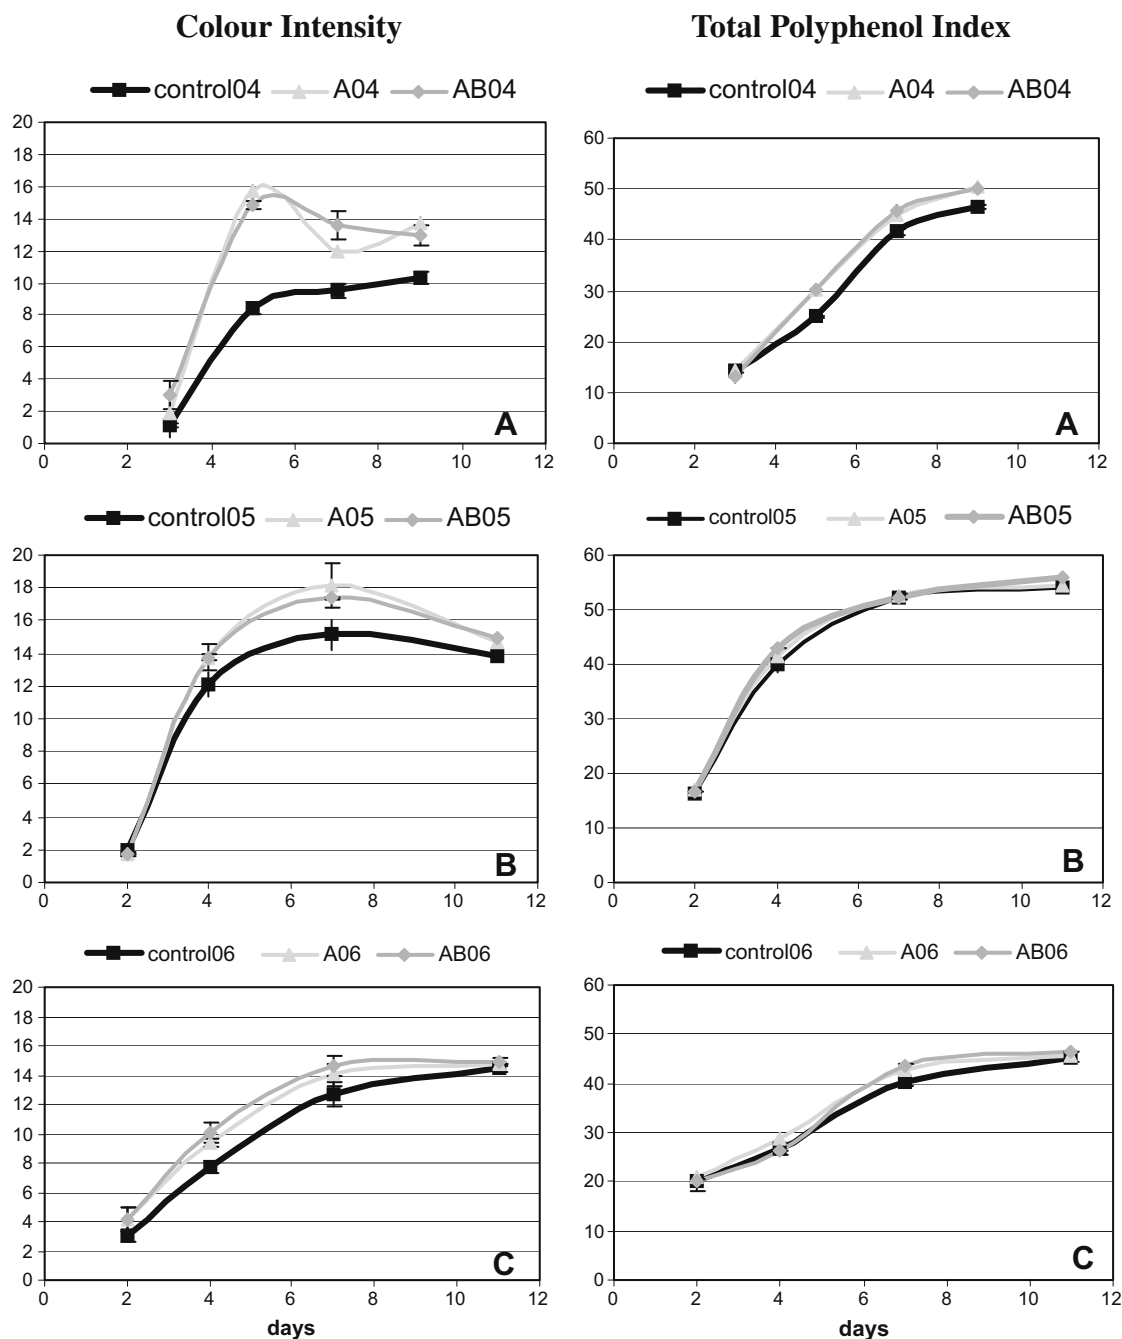 Colour Intensity
Total Polyphenol Index
control04 A04 AB04
20
18
16
14
12
10
8
6
4
2
0
0 2 4 6 8 10 12
A
control04 A04 AB04
60
50
40
30
20
10
0
0 2 4 6 8 10 12
A
control05 A05 AB05
20
18
16
14
12
10
8
6
4
2
0
0 2 4 6 8 10 12
B
control05 A05 AB05
60
50
40
30
20
10
0
0 2 4 6 8 10 12
B
control06 A06 AB06
20
18
16
14
12
10
8
6
4
2
0
0 2 4 6 8 10 12
C
days
control06 A06 AB06
60
50
40
30
20
10
0
0 2 4 6 8 10 12
C
days